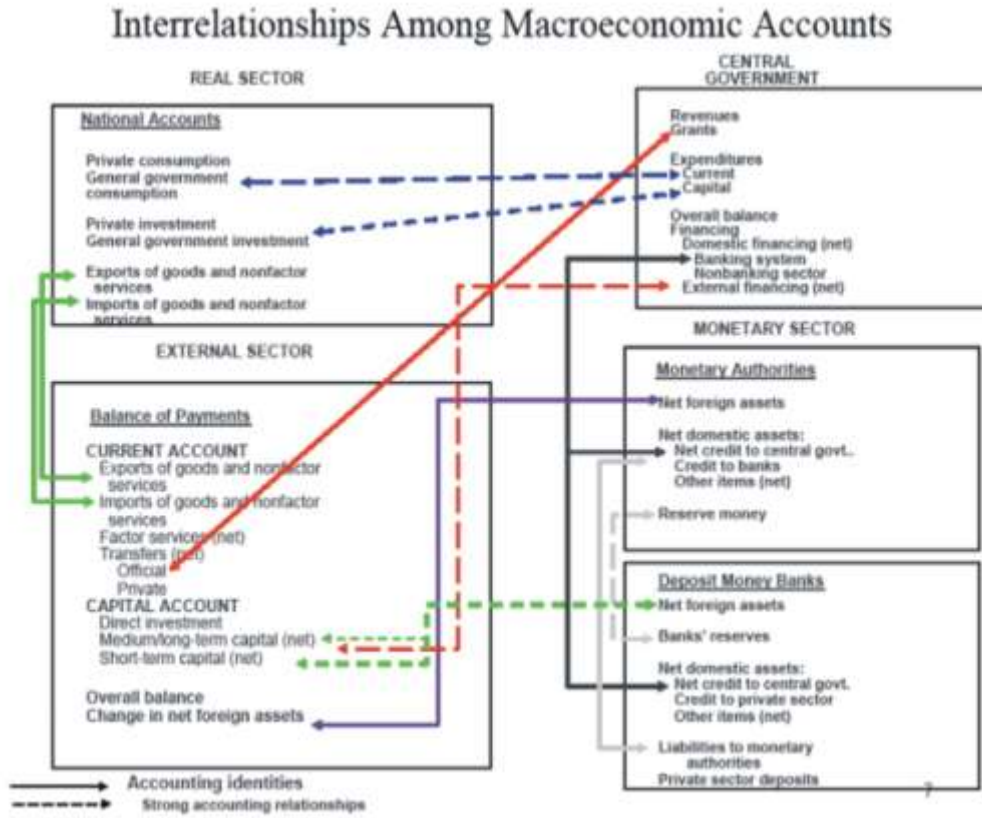 Interrelationships Among Macroeconomic Accounts
REAL SECTOR
National Accounts
Private consumption
General government
consumption
Private investment
General government investment
Exports of goods and nonfactor
services
Imports of goods and nonfactor
services
EXTERNAL SECTOR
Balance of Payments
CURRENT ACCOUNT
Exports of goods and nonfactor
services
Imports of goods and nonfactor
services
Factor services (net)
Transfers (net)
Official
Private
CAPITAL ACCOUNT
Direct investment
Medium/long-term capital (net)
Short-term capital (net)
Overall balance
Change in net foreign assets
CENTRAL
GOVERNMENT
Revenues
Grants
Expenditures
Current
Capital
Overall balance
Financing
Domestic financing (net)
Banking system
Nonbanking sector
External financing (net)
MONETARY SECTOR
Monetary Authorities
Net foreign assets
Net domestic assets:
Net credit to central govt..
Credit to banks
Other items (net)
Reserve money
Deposit Money Banks
Net foreign assets
Banks' reserves
Net domestic assets:
Net credit to central govt.
Credit to private sector
Other items (net)
Liabilities to monetary
authorities
Private sector deposits
7
Accounting identities
Strong accounting relationships